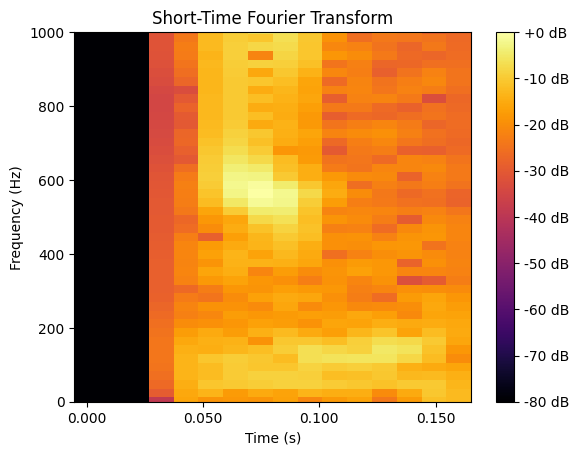 Short-Time Fourier Transform
1000
800
600
400
200
0
Frequency (Hz)
0.000
0.050
0.100
0.150
Time (s)
+0 dB
-10 dB
-20 dB
-30 dB
-40 dB
-50 dB
-60 dB
-70 dB
-80 dB